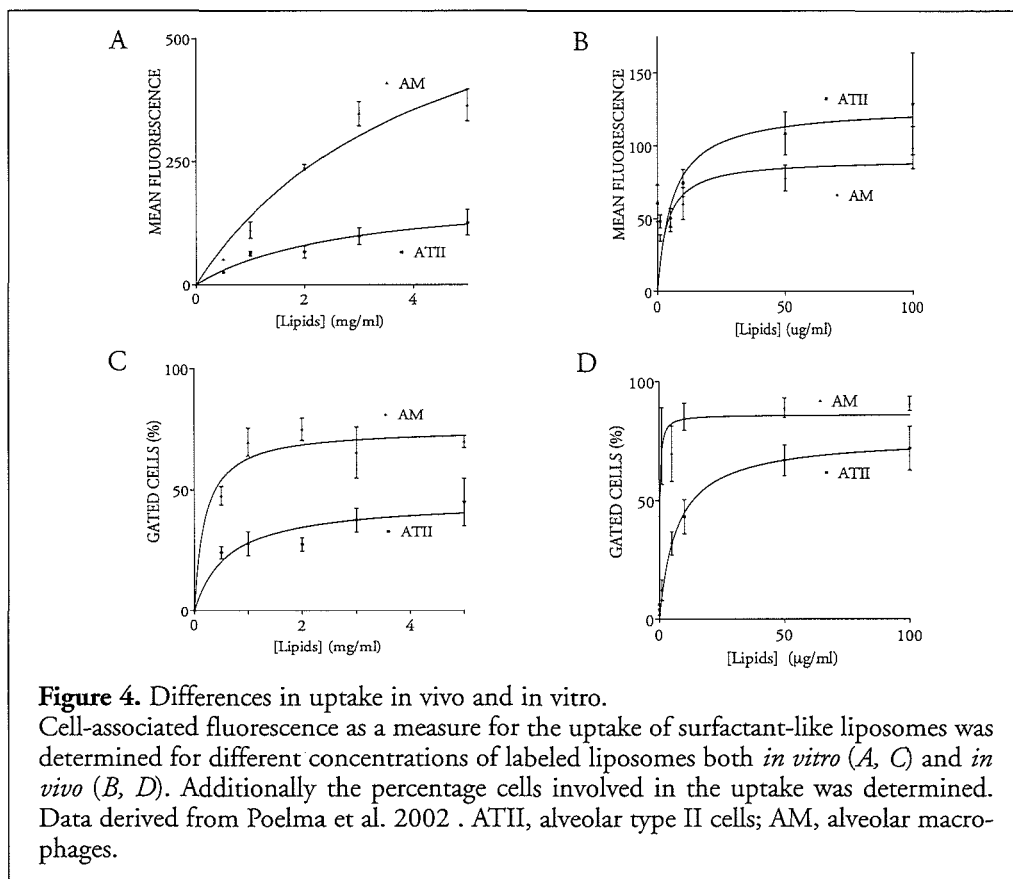 A
500
AM
MEAN FLUORESCENCE
250
ATII
0
0
2
4
[Lipids] (mg/ml)
B
150
ATII
MEAN FLUORESCENCE
100
AM
50
0
0
50
100
[Lipids] (ug/ml)
C
100
AM
GATED CELLS (%)
50
ATII
0
0
2
4
[Lipids] (mg/ml)
D
100
AM
GATED CELLS (%)
ATII
50
0
0
50
100
[Lipids] (µg/ml)
Figure 4. Differences in uptake in vivo and in vitro.
Cell-associated fluorescence as a measure for the uptake of surfactant-like liposomes was
determined for different concentrations of labeled liposomes both in vitro (A, C) and in
vivo (B, D). Additionally the percentage cells involved in the uptake was determined.
Data derived from Poelma et al. 2002 . ATII, alveolar type II cells; AM, alveolar macro-
phages.